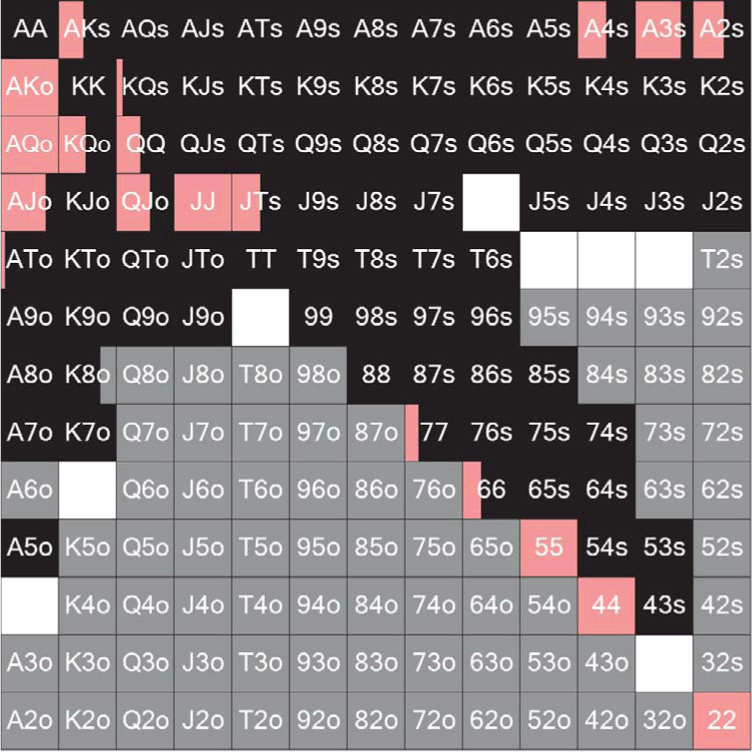 AA AKs AQs AJs ATs A9s A8s A7s A6s A5s A4s A3s A2s
AKo KK KQs KJs KTs K9s K8s K7s K6s K5s K4s K3s K2s
AQo KQo QQ QJs QTs Q9s Q8s Q7s Q6s Q5s Q4s Q3s Q2s
AJo KJo QJo JJ JTs J9s J8s J7s J5s J4s J3s J2s
ATo KTo QTo JTo TT T9s T8s T7s T6s T2s
A9o K9o Q9o J9o 99 98s 97s 96s 95s 94s 93s 92s
A8o K8o Q8o J8o T8o 98o 88 87s 86s 85s 84s 83s 82s
A7o K7o Q7o J7o T7o 97o 87o 77 76s 75s 74s 73s 72s
A6o Q6o J6o T6o 96o 86o 76o 66 65s 64s 63s 62s
A5o K5o Q5o J5o T5o 95o 85o 75o 65o 55 54s 53s 52s
K4o Q4o J4o T4o 94o 84o 74o 64o 54o 44 43s 42s
A3o K3o Q3o J3o T3o 93o 83o 73o 63o 53o 43o 32s
A2o K2o Q2o J2o T2o 92o 82o 72o 62o 52o 42o 32o 22